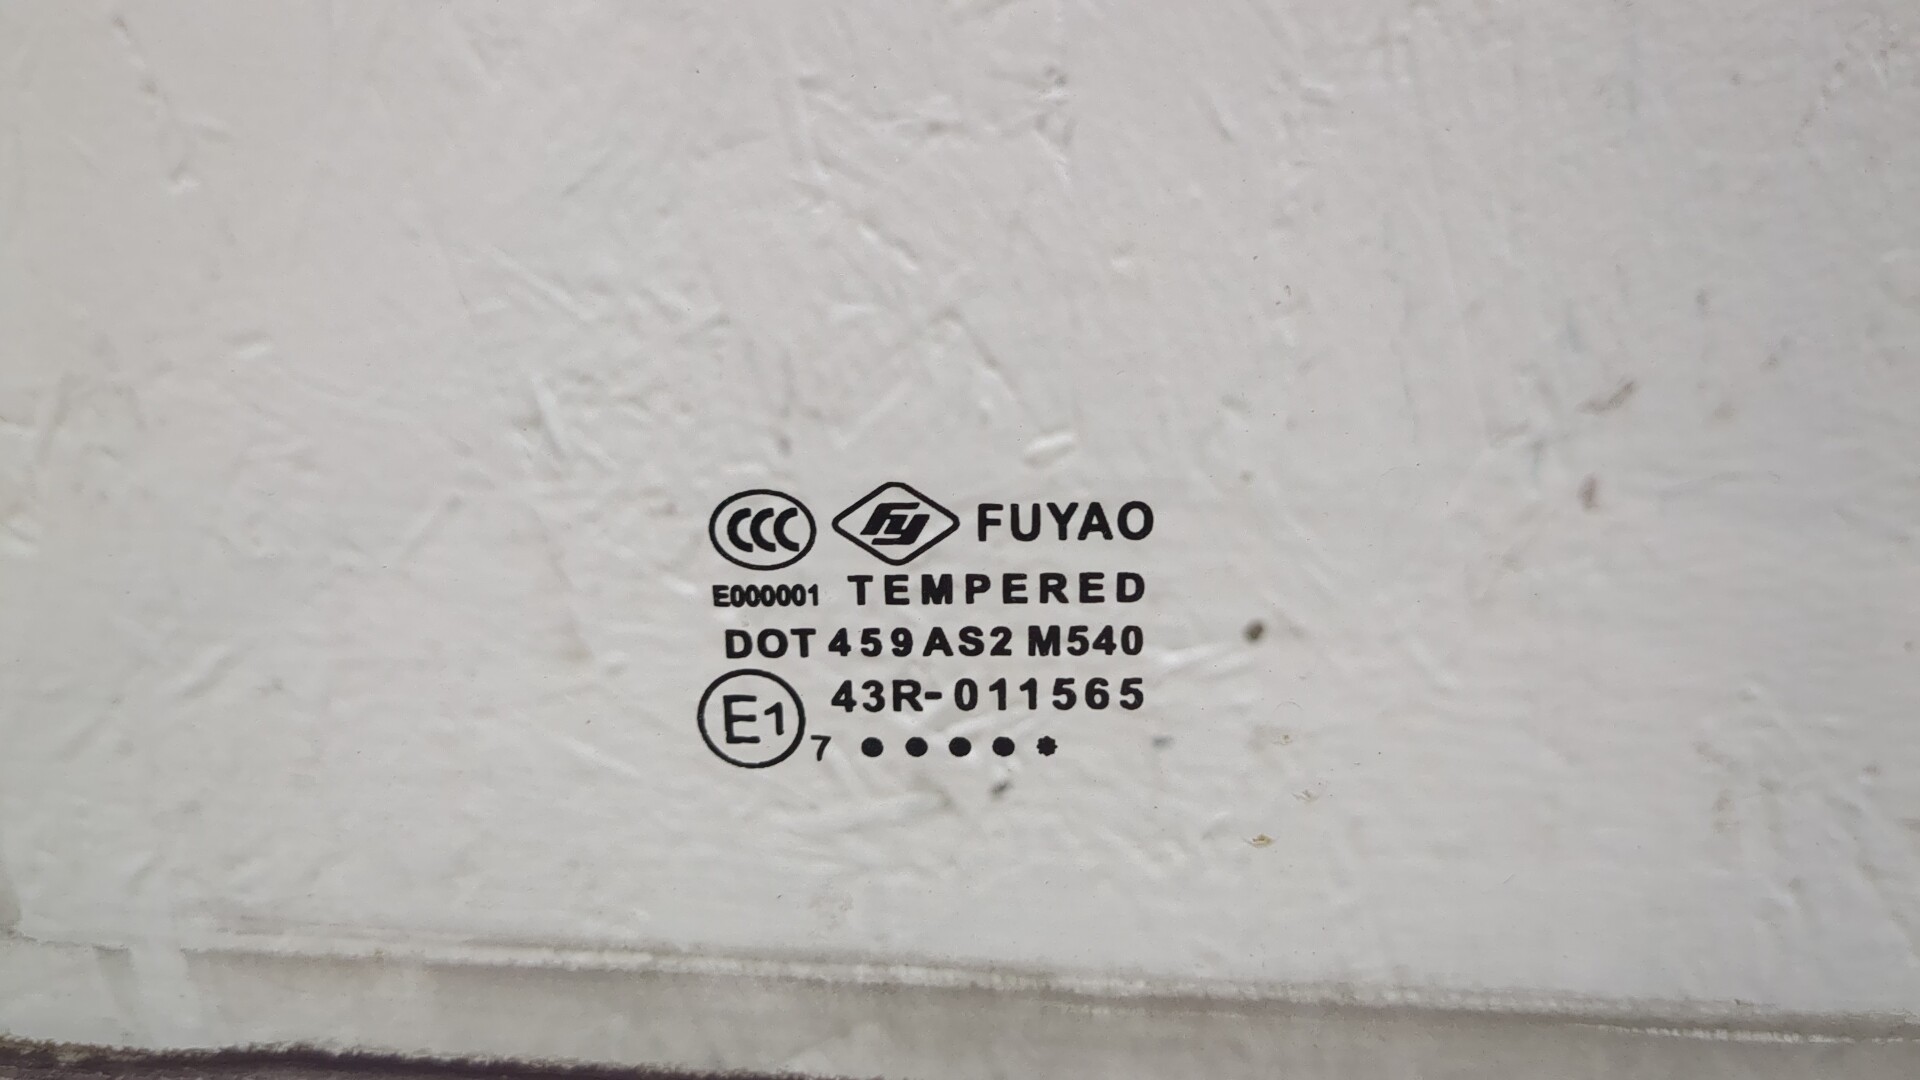 CCC fy FUYAO
E000001 TEMPERED
DOT 459 AS2 M540
E1 43R-011565
7 ●●●●*